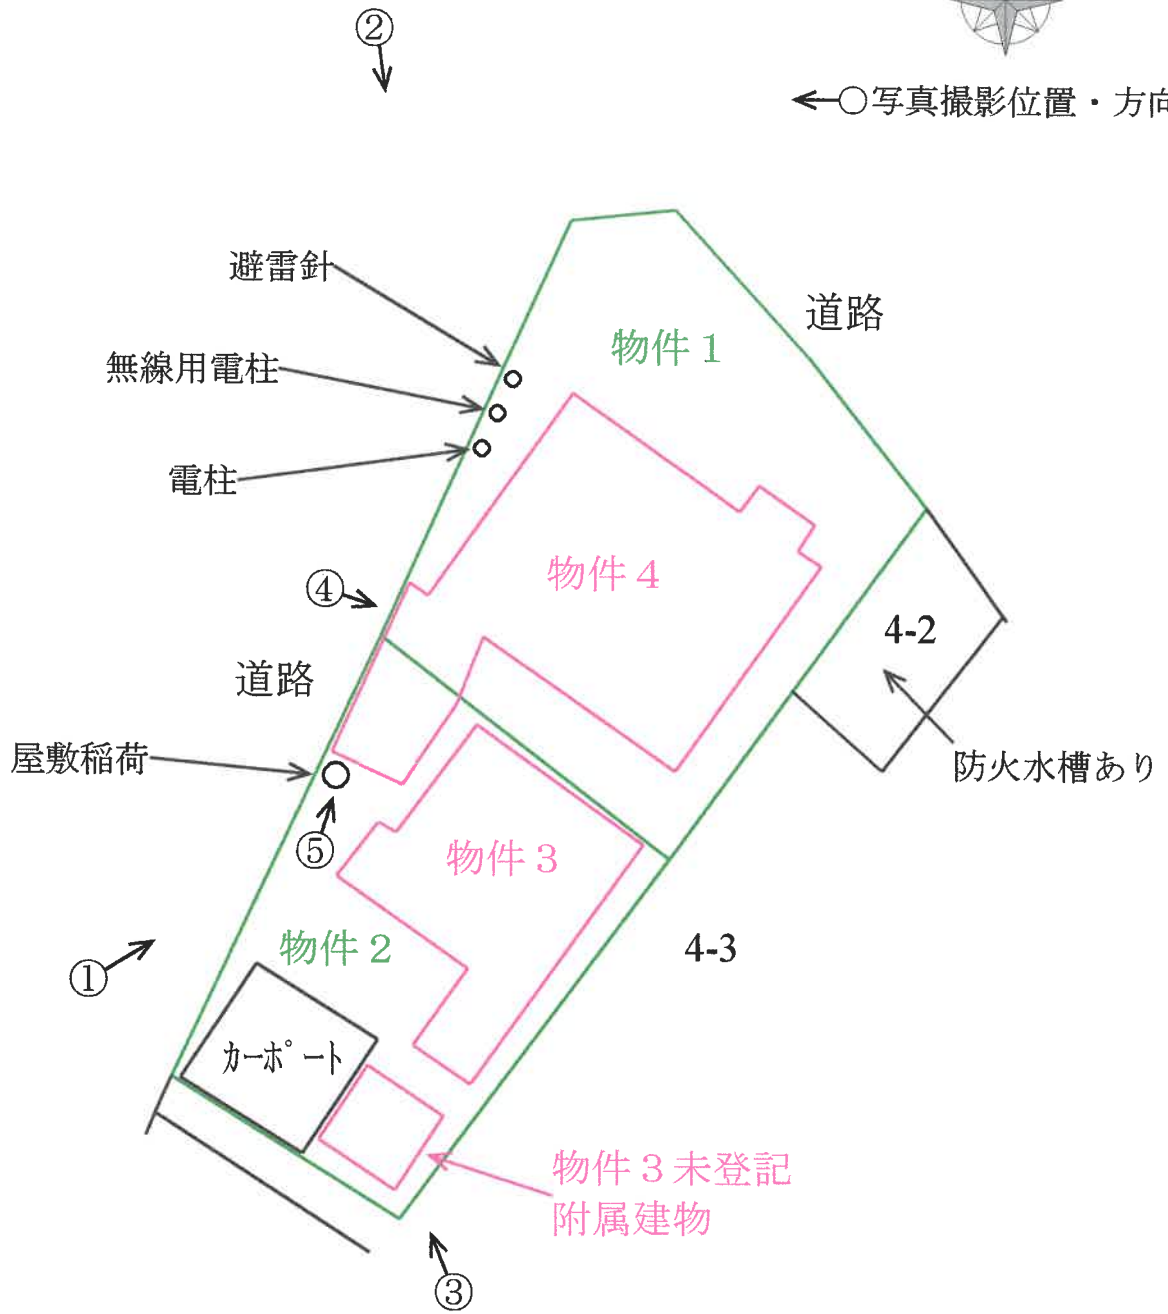 ②
←○写真撮影位置・方向
避雷針
道路
物件１
無線用電柱
電柱
物件４
④
4-2
道路
屋敷稲荷
防火水槽あり
⑤
物件３
物件２
4-3
①
カーポート
物件３未登記
附属建物
③